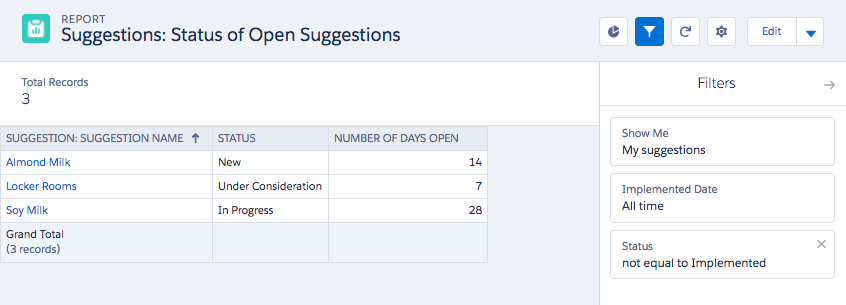 REPORT
Suggestions: Status of Open Suggestions
Edit
Total Records
3
SUGGESTION: SUGGESTION NAME ↑ STATUS NUMBER OF DAYS OPEN
Almond Milk New 14
Locker Rooms Under Consideration 7
Soy Milk In Progress 28
Grand Total
(3 records)
Filters
Show Me
My suggestions
Implemented Date
All time
Status
not equal to Implemented